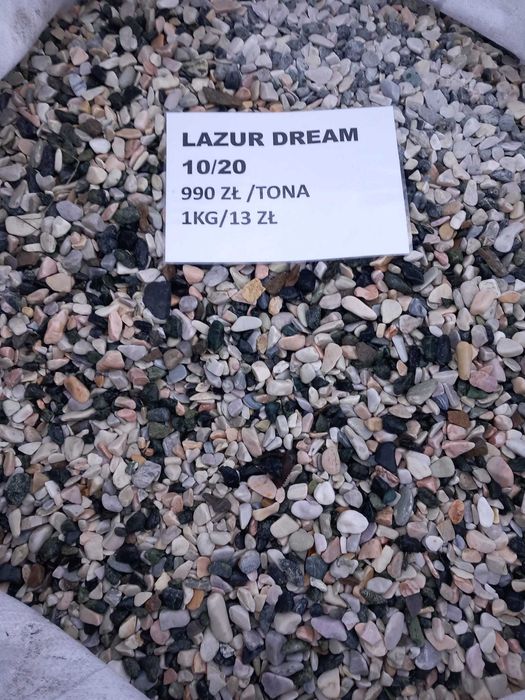 LAZUR DREAM
10/20
990 ZŁ /TONA
1KG/13 ZŁ